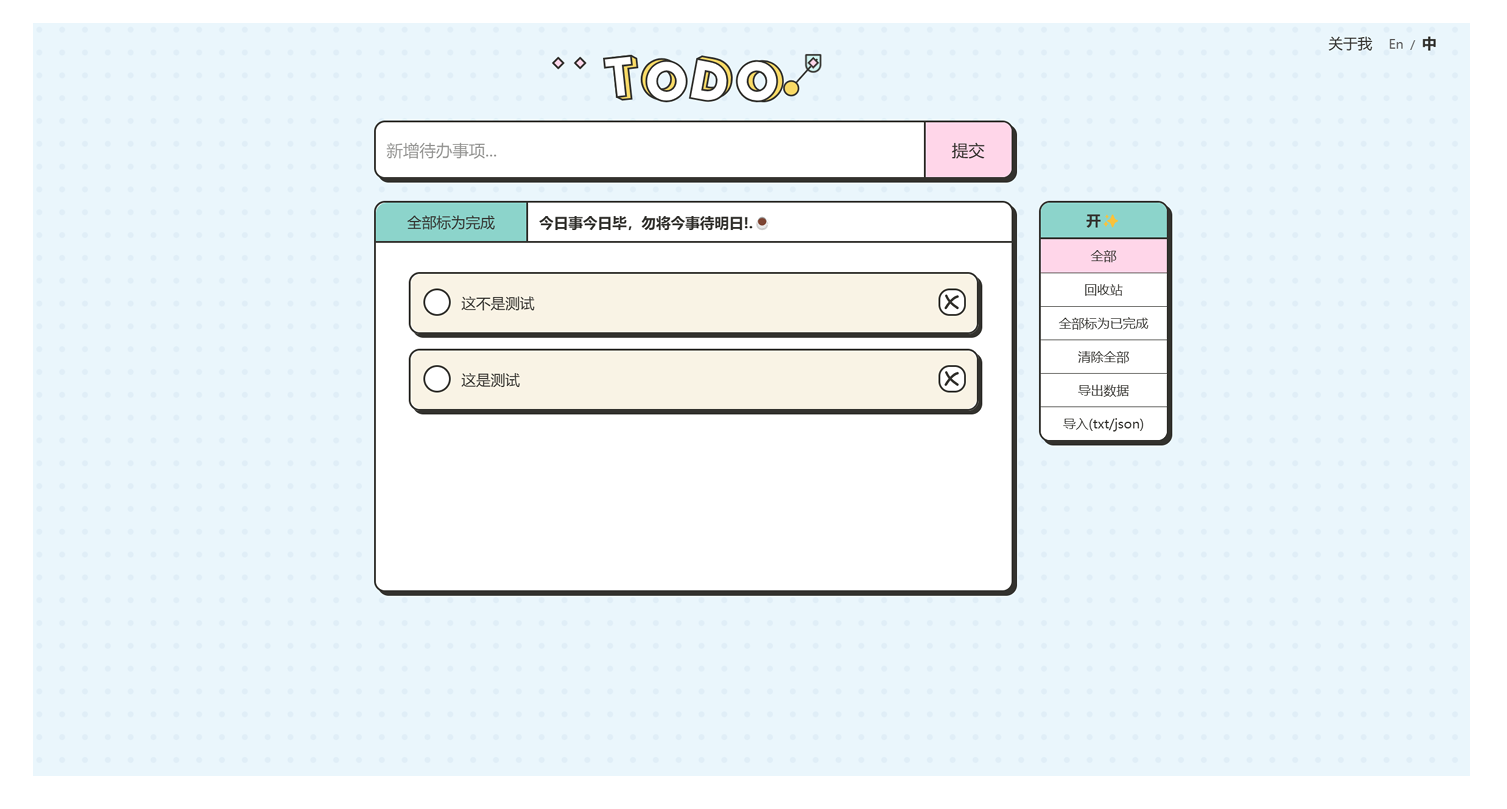 关于我 En / 中
TODO
新增待办事项...
提交
全部标为完成
今日事今日毕，勿将今事待明日!.☕
这不是测试
这是测试
开✨
全部
回收站
全部标为已完成
清除全部
导出数据
导入(txt/json)